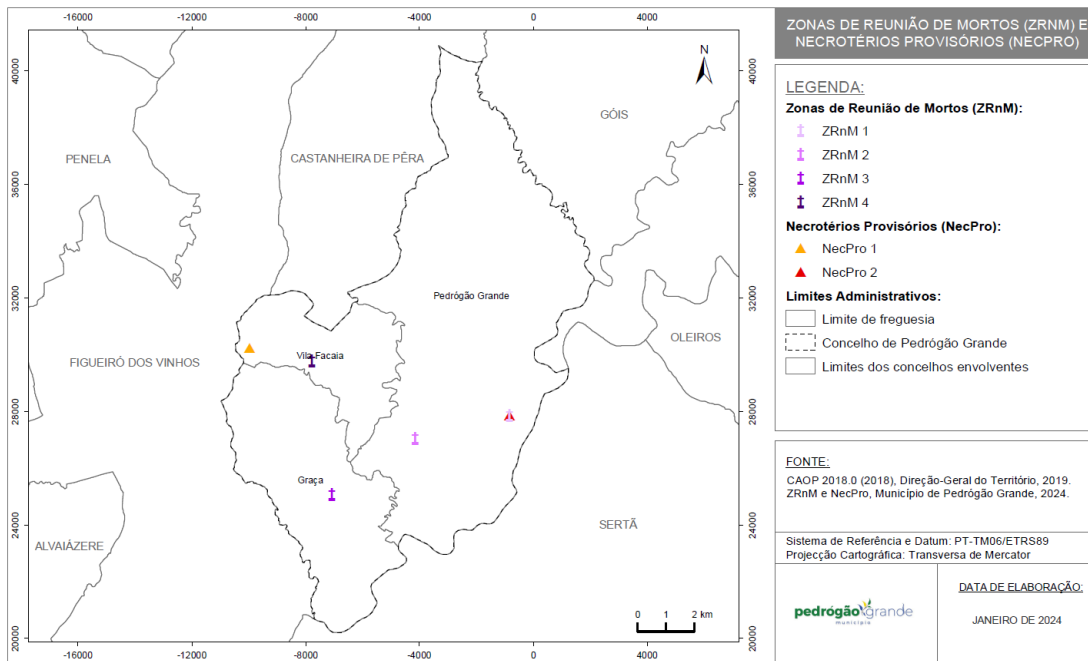 -16000 -12000 -8000 -4000 0 4000
40000
36000
32000
28000
24000
20000
N
GÓIS
PENELA
CASTANHEIRA DE PÊRA
Pedrógão Grande
OLEIROS
Vila Facaia
FIGUEIRÓ DOS VINHOS
Graça
SERTÃ
ALVAIÁZERE
0 1 2 km
-16000 -12000 -8000 -4000 0 4000
40000
36000
32000
28000
24000
20000
ZONAS DE REUNIÃO DE MORTOS (ZRNM) E
NECROTÉRIOS PROVISÓRIOS (NECPRO)
LEGENDA:
Zonas de Reunião de Mortos (ZRnM):
ZRnM 1
ZRnM 2
ZRnM 3
ZRnM 4
Necrotérios Provisórios (NecPro):
NecPro 1
NecPro 2
Limites Administrativos:
Limite de freguesia
Concelho de Pedrógão Grande
Limites dos concelhos envolventes
FONTE:
CAOP 2018.0 (2018), Direção-Geral do Território, 2019.
ZRnM e NecPro, Município de Pedrógão Grande, 2024.
Sistema de Referência e Datum: PT-TM06/ETRS89
Projecção Cartográfica: Transversa de Mercator
pedrógão grande
município
DATA DE ELABORAÇÃO:
JANEIRO DE 2024